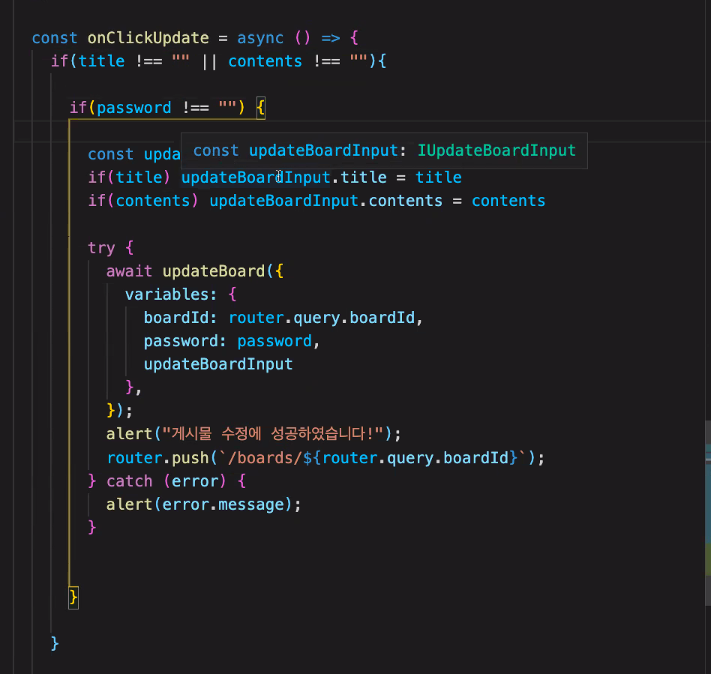 const onClickUpdate = async () => {
if(title !== "" || contents !== ""){
if(password !== "") {
const upda
const updateBoardInput: IUpdateBoardInput
if(title) updateBoardInput.title = title
if(contents) updateBoardInput.contents = contents
try {
await updateBoard({
variables: {
boardId: router.query.boardId,
password: password,
updateBoardInput
},
});
alert("게시물 수정에 성공하였습니다!");
router.push(`/boards/${router.query.boardId}`);
} catch (error) {
alert(error.message);
}
}
}